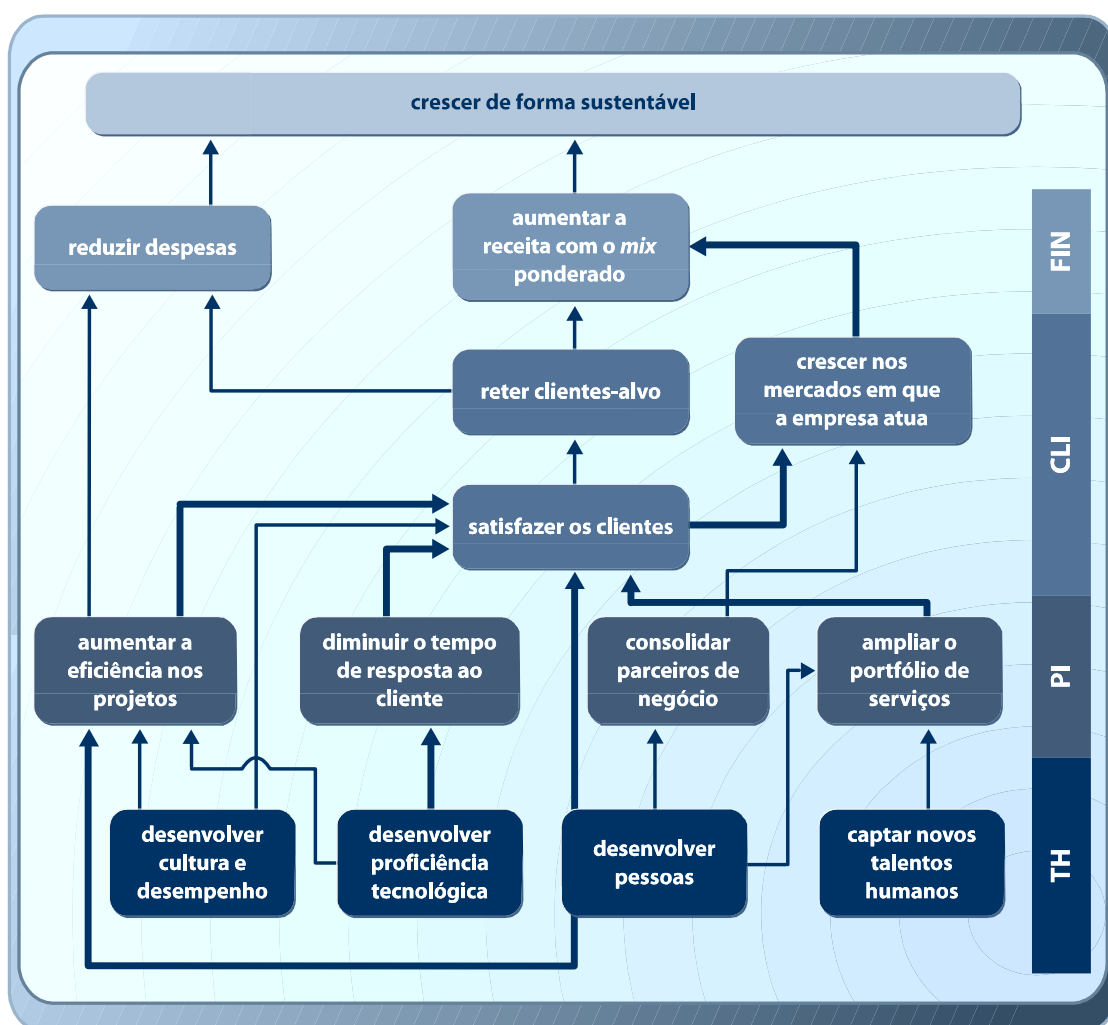 crescer de forma sustentável
reduzir despesas
aumentar a
receita com o mix
ponderado
FIN
reter clientes-alvo
crescer nos
mercados em que
a empresa atua
CLI
satisfazer os clientes
aumentar a
eficiência nos
projetos
diminuir o tempo
de resposta ao
cliente
consolidar
parceiros de
negócio
ampliar o
portfólio de
serviços
PI
desenvolver
cultura e
desempenho
desenvolver
proficiência
tecnológica
desenvolver
pessoas
captar novos
talentos
humanos
TH